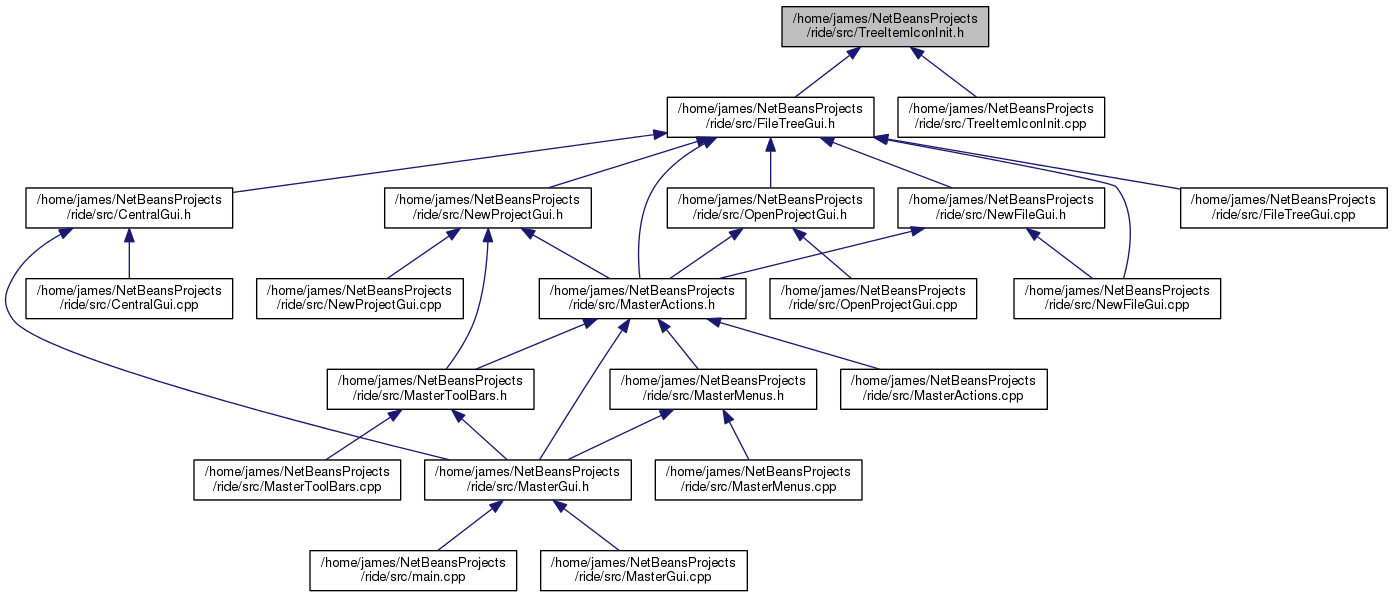 /home/james/NetBeansProjects
/ride/src/TreeItemIconInit.h
/home/james/NetBeansProjects
/ride/src/FileTreeGui.h
/home/james/NetBeansProjects
/ride/src/TreeItemIconInit.cpp
/home/james/NetBeansProjects
/ride/src/CentralGui.h
/home/james/NetBeansProjects
/ride/src/NewProjectGui.h
/home/james/NetBeansProjects
/ride/src/OpenProjectGui.h
/home/james/NetBeansProjects
/ride/src/NewFileGui.h
/home/james/NetBeansProjects
/ride/src/FileTreeGui.cpp
/home/james/NetBeansProjects
/ride/src/CentralGui.cpp
/home/james/NetBeansProjects
/ride/src/NewProjectGui.cpp
/home/james/NetBeansProjects
/ride/src/MasterActions.h
/home/james/NetBeansProjects
/ride/src/OpenProjectGui.cpp
/home/james/NetBeansProjects
/ride/src/NewFileGui.cpp
/home/james/NetBeansProjects
/ride/src/MasterToolBars.h
/home/james/NetBeansProjects
/ride/src/MasterMenus.h
/home/james/NetBeansProjects
/ride/src/MasterActions.cpp
/home/james/NetBeansProjects
/ride/src/MasterToolBars.cpp
/home/james/NetBeansProjects
/ride/src/MasterGui.h
/home/james/NetBeansProjects
/ride/src/MasterMenus.cpp
/home/james/NetBeansProjects
/ride/src/main.cpp
/home/james/NetBeansProjects
/ride/src/MasterGui.cpp